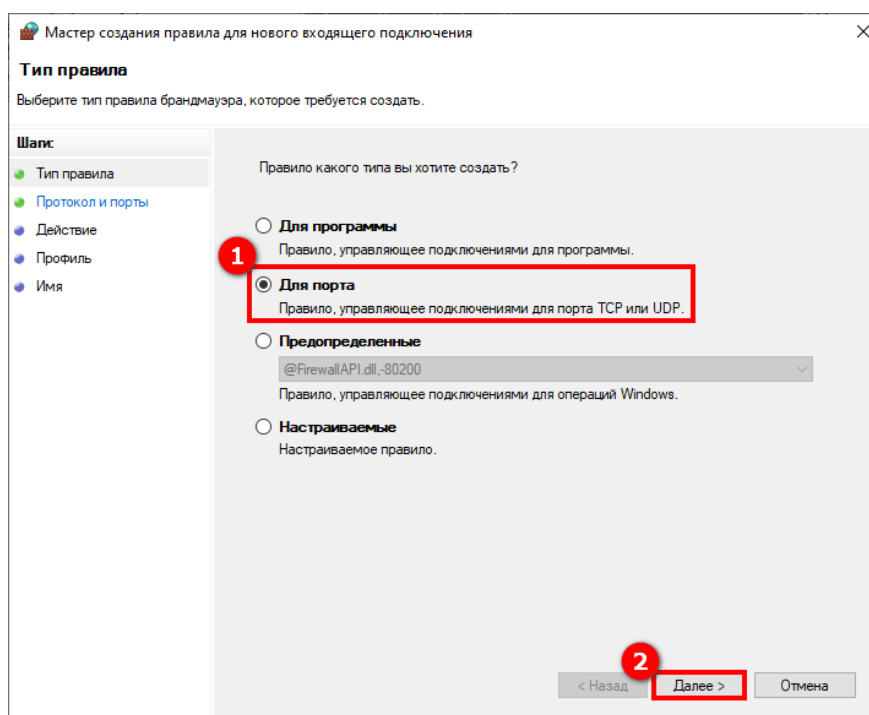 Мастер создания правила для нового входящего подключения
Тип правила
Выберите тип правила брандмауэра, которое требуется создать.
Шаги:
Тип правила
Протокол и порты
Действие
Профиль
Имя
Правило какого типа вы хотите создать?
Для программы
Правило, управляющее подключениями для программы.
1
Для порта
Правило, управляющее подключениями для порта TCP или UDP.
Предопределенные
@FirewallAPI.dll,-80200
Правило, управляющее подключениями для операций Windows.
Настраиваемые
Настраиваемое правило.
2
< Назад
Далее >
Отмена